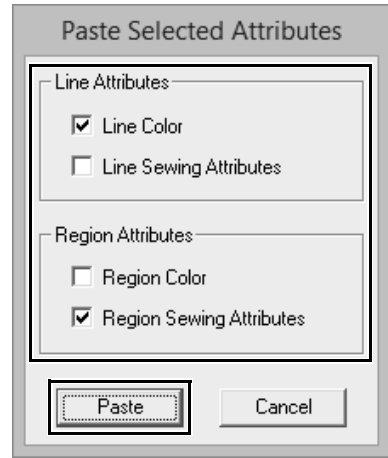 Paste Selected Attributes
Line Attributes
Line Color
Line Sewing Attributes
Region Attributes
Region Color
Region Sewing Attributes
Paste
Cancel